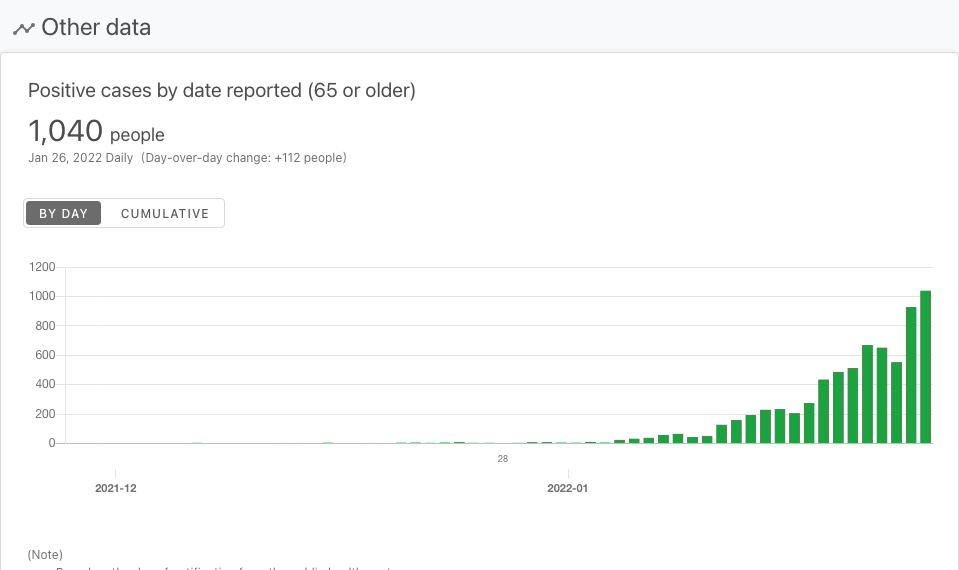 Other data
Positive cases by date reported (65 or older)
1,040 people
Jan 26, 2022 Daily (Day-over-day change: +112 people)
BY DAY CUMULATIVE
1200
1000
800
600
400
200
0
28
2021-12 2022-01
(Note)